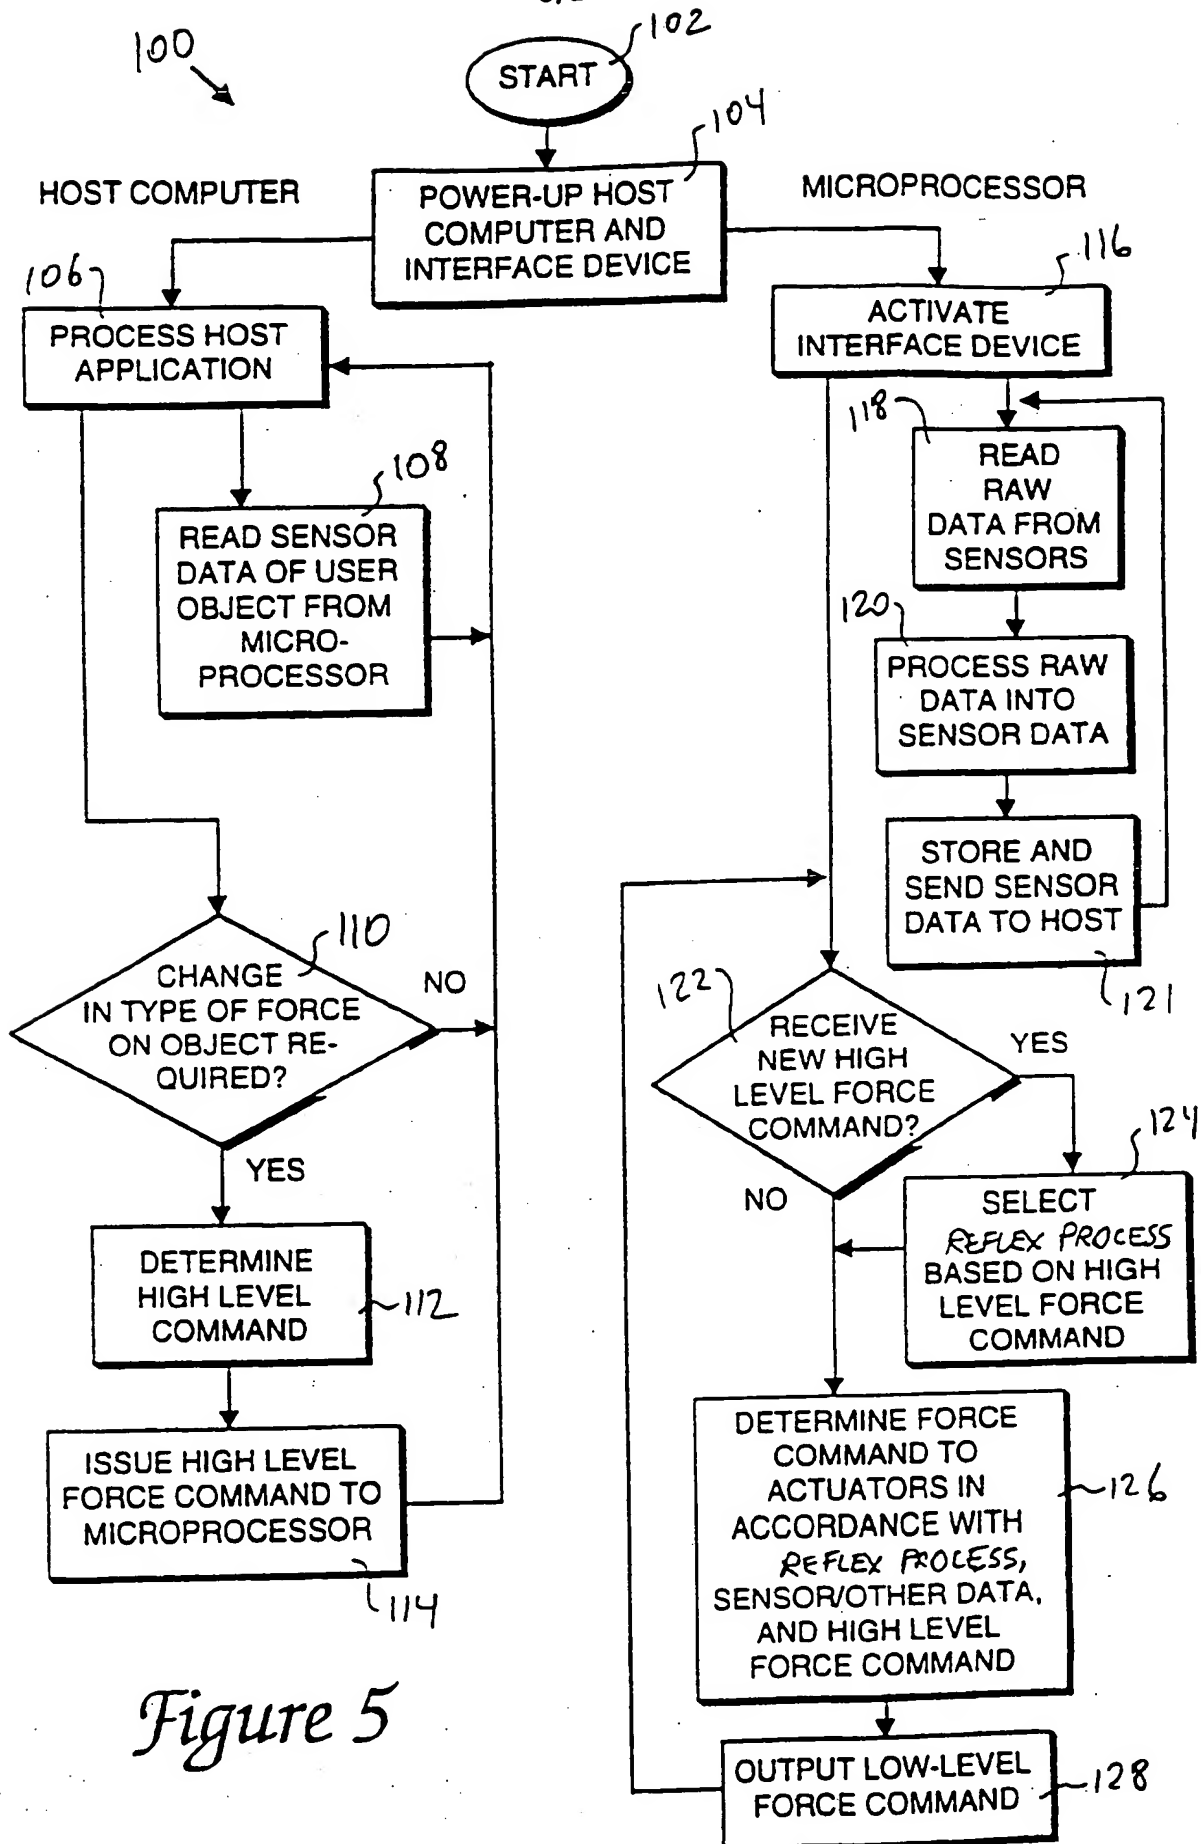 102
100
START
104
HOST COMPUTER
POWER-UP HOST
COMPUTER AND
INTERFACE DEVICE
MICROPROCESSOR
106
PROCESS HOST
APPLICATION
116
ACTIVATE
INTERFACE DEVICE
108
READ SENSOR
DATA OF USER
OBJECT FROM
MICRO-
PROCESSOR
118
READ
RAW
DATA FROM
SENSORS
120
PROCESS RAW
DATA INTO
SENSOR DATA
STORE AND
SEND SENSOR
DATA TO HOST
121
110
CHANGE
IN TYPE OF FORCE
ON OBJECT RE-
QUIRED?
NO
YES
122
RECEIVE
NEW HIGH
LEVEL FORCE
COMMAND?
YES
NO
124
SELECT
REFLEX PROCESS
BASED ON HIGH
LEVEL FORCE
COMMAND
DETERMINE
HIGH LEVEL
COMMAND
112
ISSUE HIGH LEVEL
FORCE COMMAND TO
MICROPROCESSOR
114
DETERMINE FORCE
COMMAND TO
ACTUATORS IN
ACCORDANCE WITH
REFLEX PROCESS,
SENSOR/OTHER DATA,
AND HIGH LEVEL
FORCE COMMAND
126
OUTPUT LOW-LEVEL
FORCE COMMAND
128
Figure 5